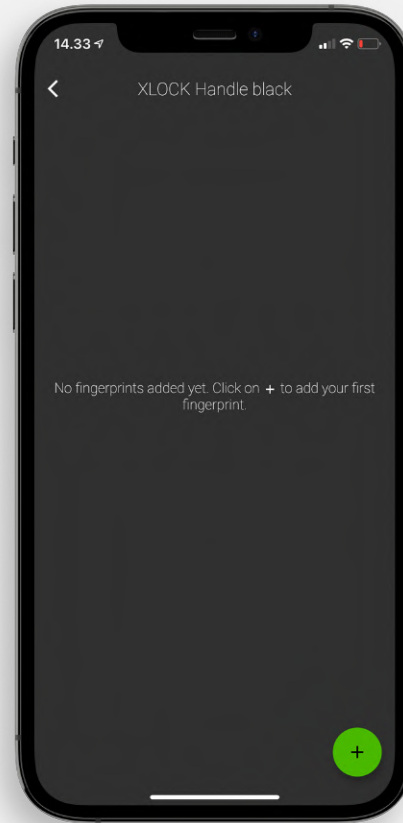 14.33
XLOCK Handle black
No fingerprints added yet. Click on + to add your first
fingerprint.
+